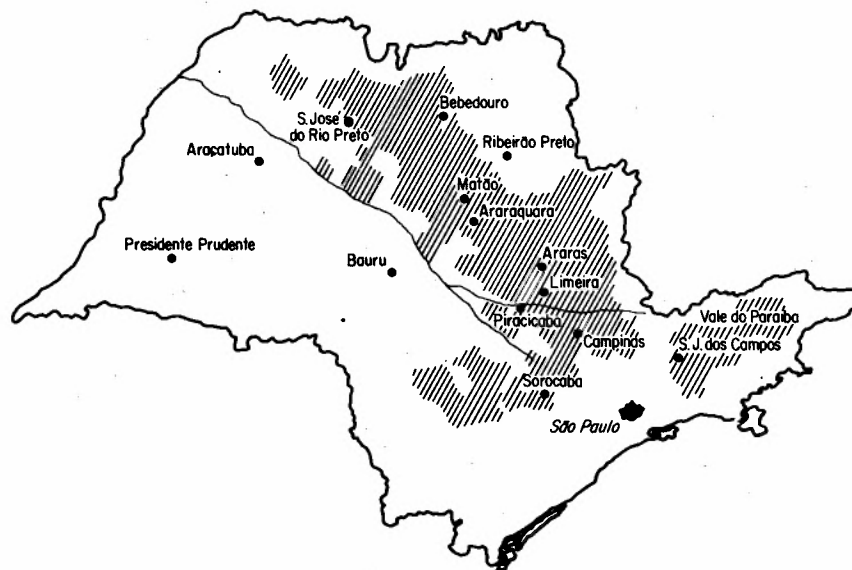 Bebedouro
S. José
do Rio Preto
Ribeirão Preto
Araçatuba
Matão
Araraquara
Presidente Prudente
Bauru
Araras
Limeira
Piracicaba
Vale do Paraíba
Campinas
S. J. dos Campos
Sorocaba
São Paulo